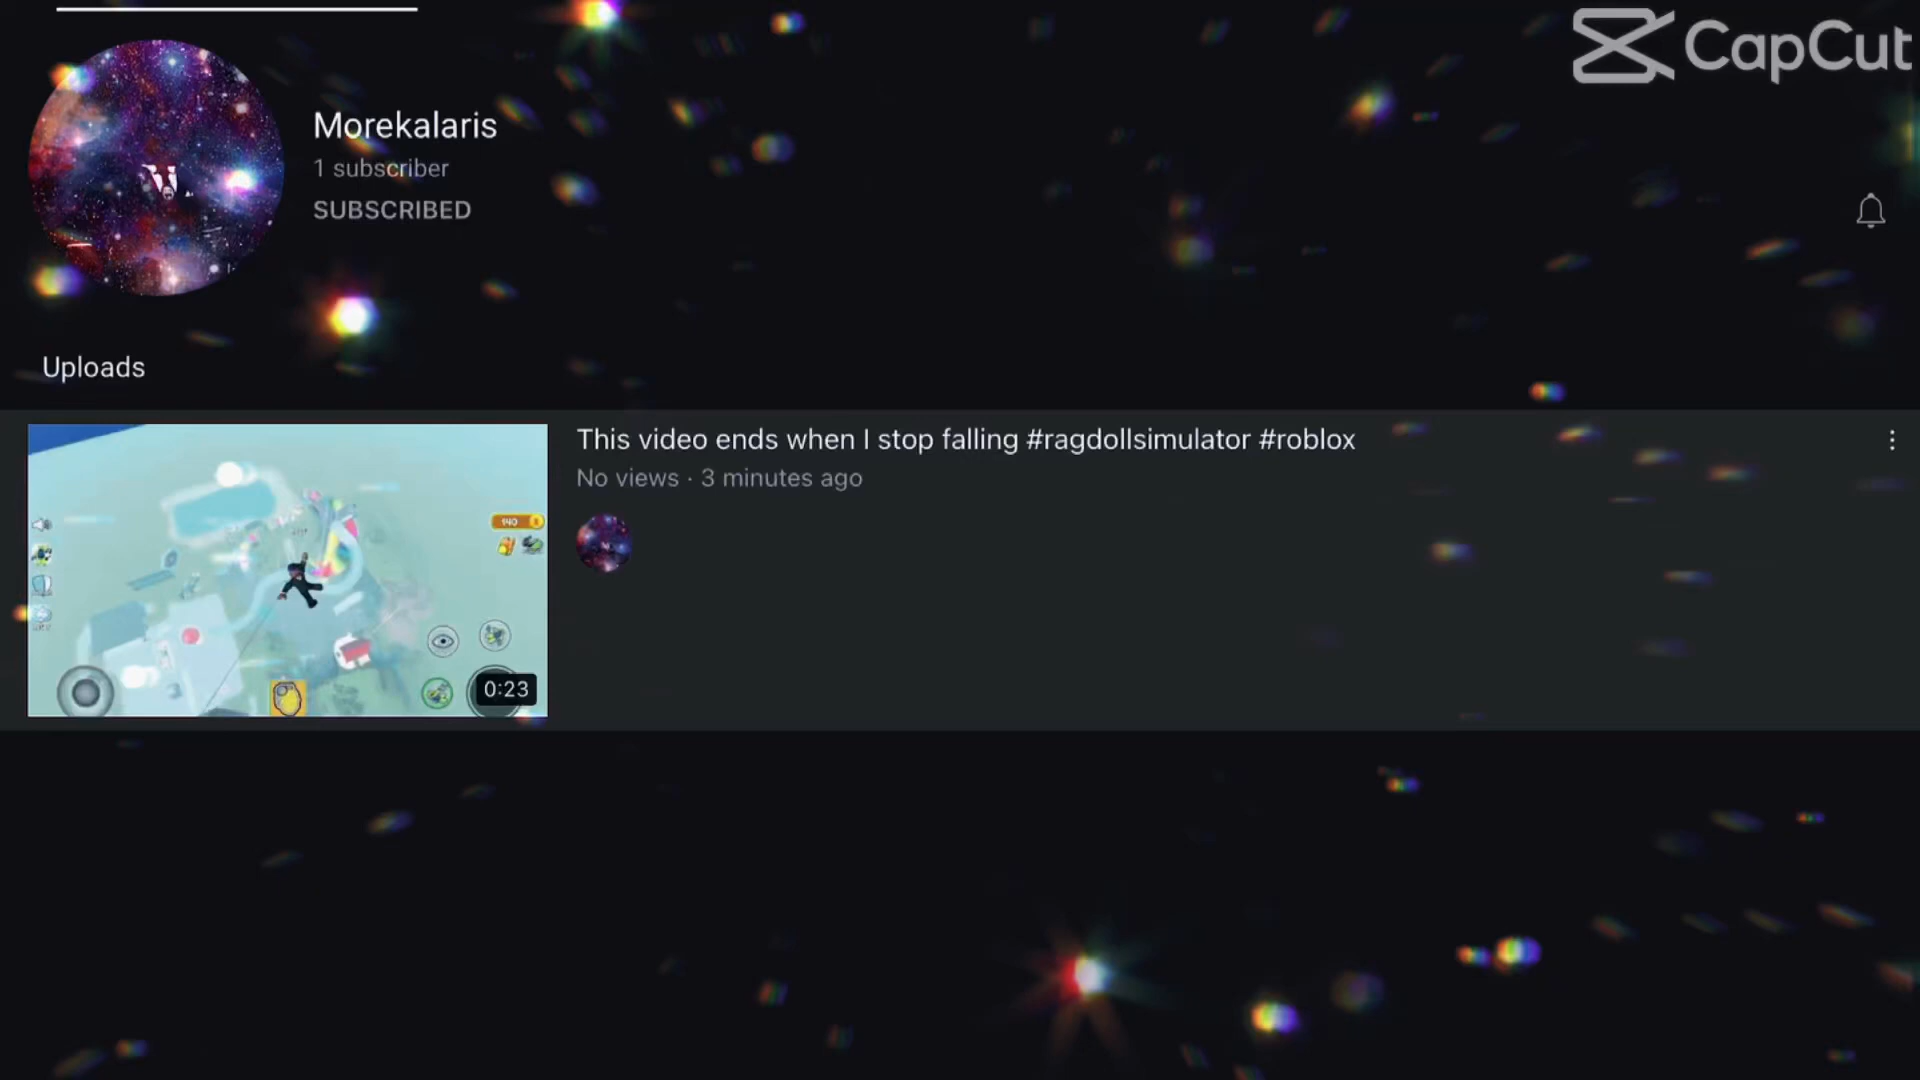 CapCut
Morekalaris
1 subscriber
SUBSCRIBED
Uploads
This video ends when I stop falling #ragdollsimulator #roblox
No views · 3 minutes ago
140
0:23